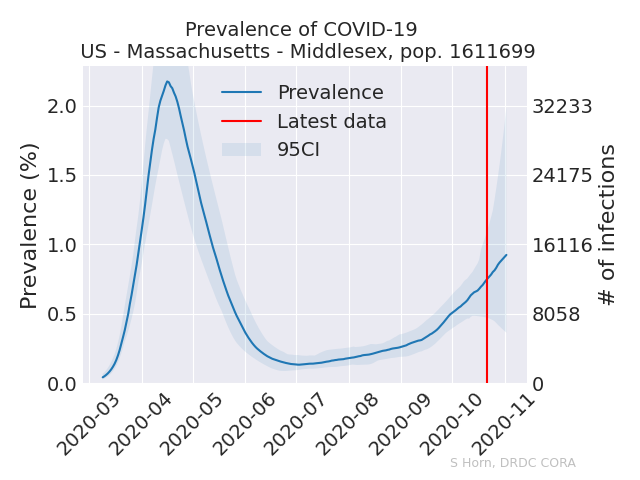 Prevalence of COVID-19
US - Massachusetts - Middlesex, pop. 1611699
Prevalence
Latest data
95CI
Prevalence (%)
2.0
1.5
1.0
0.5
0.0
# of infections
32233
24175
16116
8058
0
2020-03
2020-04
2020-05
2020-06
2020-07
2020-08
2020-09
2020-10
2020-11
S Horn, DRDC CORA